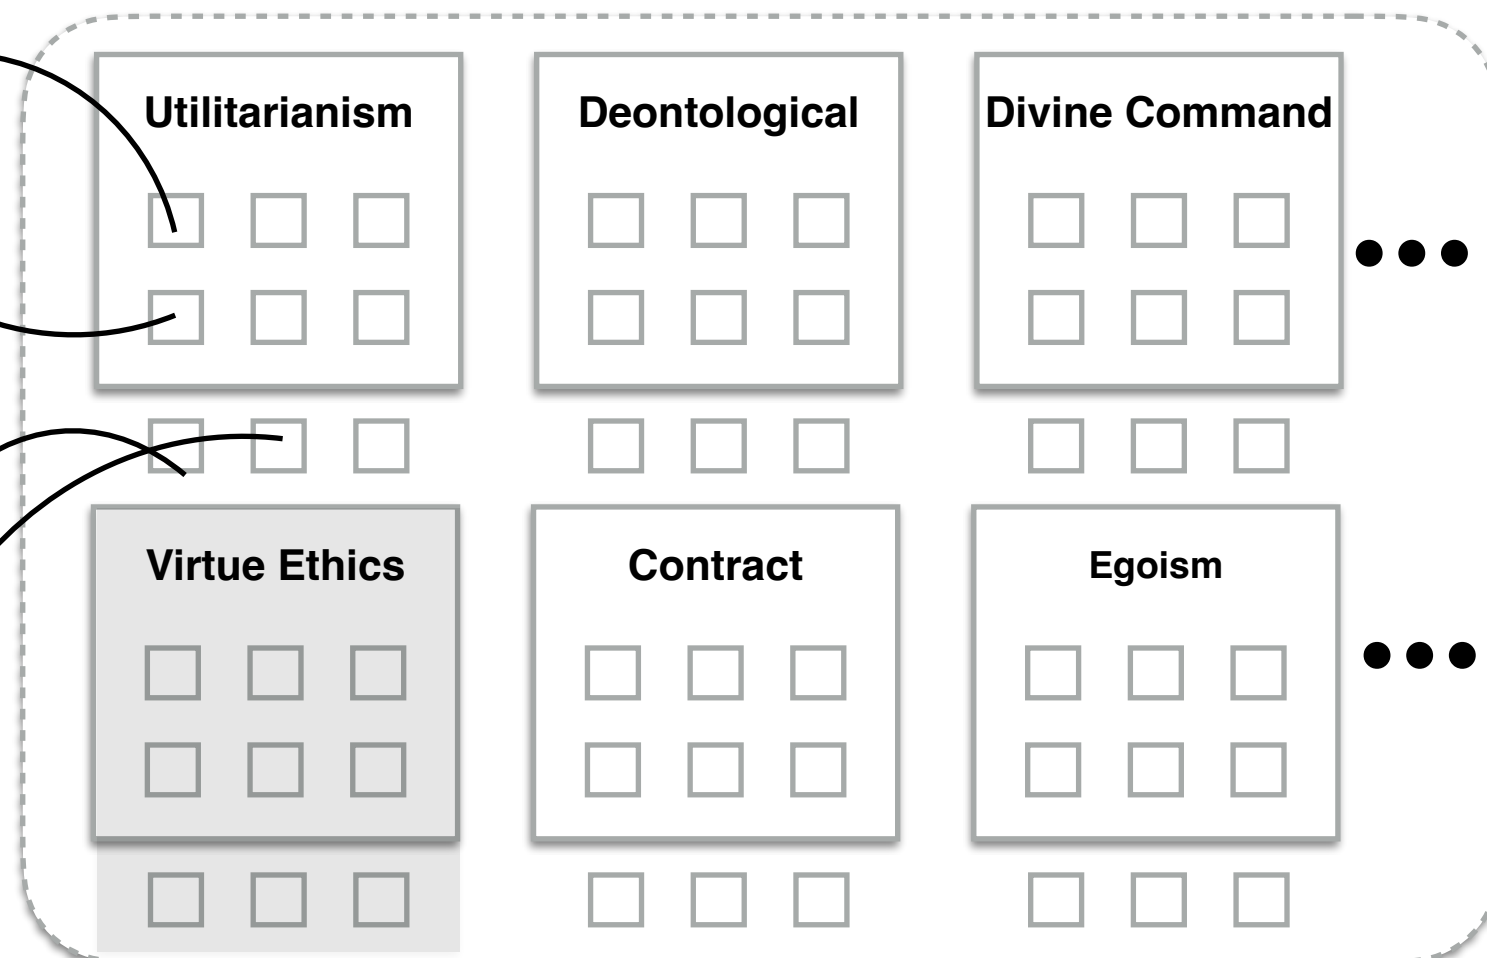 Utilitarianism
Deontological
Divine Command
Virtue Ethics
Contract
Egoism